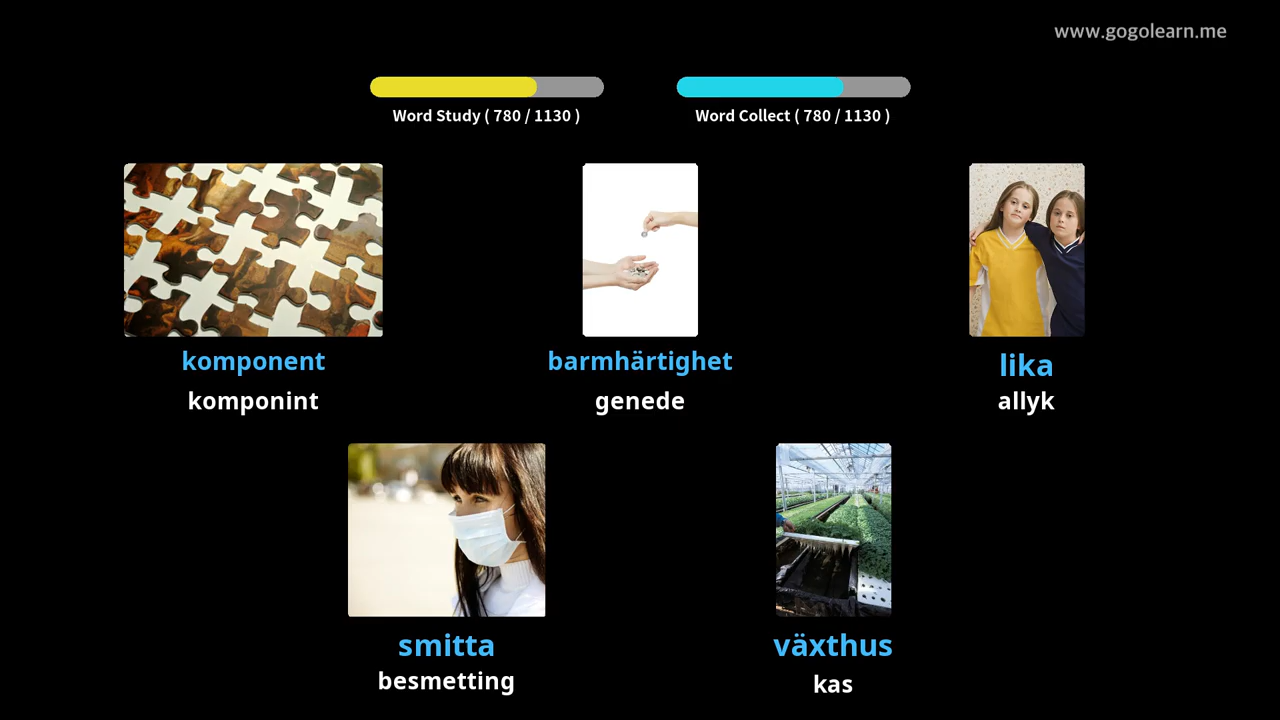 www.gogolearn.me
Word Study ( 780 / 1130 )
Word Collect ( 780 / 1130 )
komponent
komponint
barmhärtighet
genede
lika
allyk
smitta
besmetting
växthus
kas